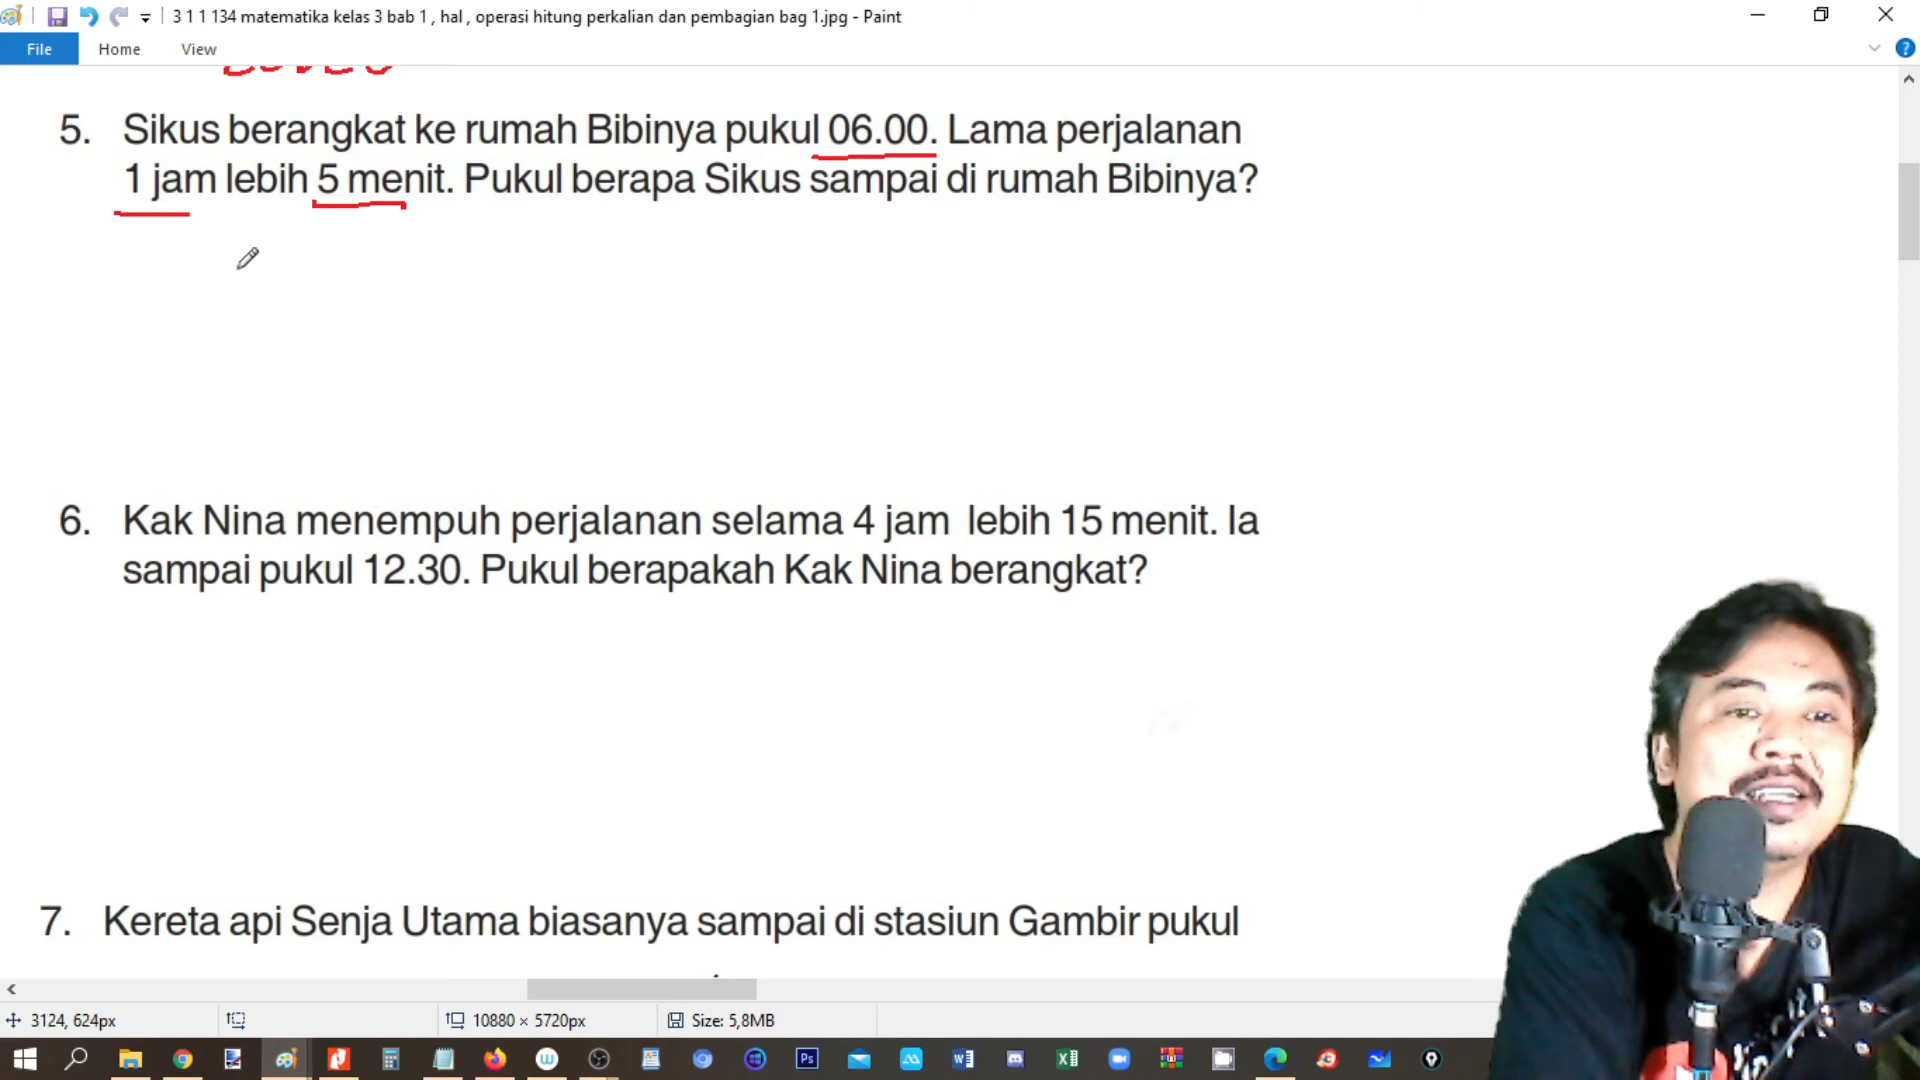 3 1 1 134 matematika kelas 3 bab 1 , hal , operasi hitung perkalian dan pembagian bag 1.jpg - Paint
File Home View
5. Sikus berangkat ke rumah Bibinya pukul 06.00. Lama perjalanan
1 jam lebih 5 menit. Pukul berapa Sikus sampai di rumah Bibinya?
6. Kak Nina menempuh perjalanan selama 4 jam lebih 15 menit. Ia
sampai pukul 12.30. Pukul berapakah Kak Nina berangkat?
7. Kereta api Senja Utama biasanya sampai di stasiun Gambir pukul
3124, 624px 10880 × 5720px Size: 5,8MB